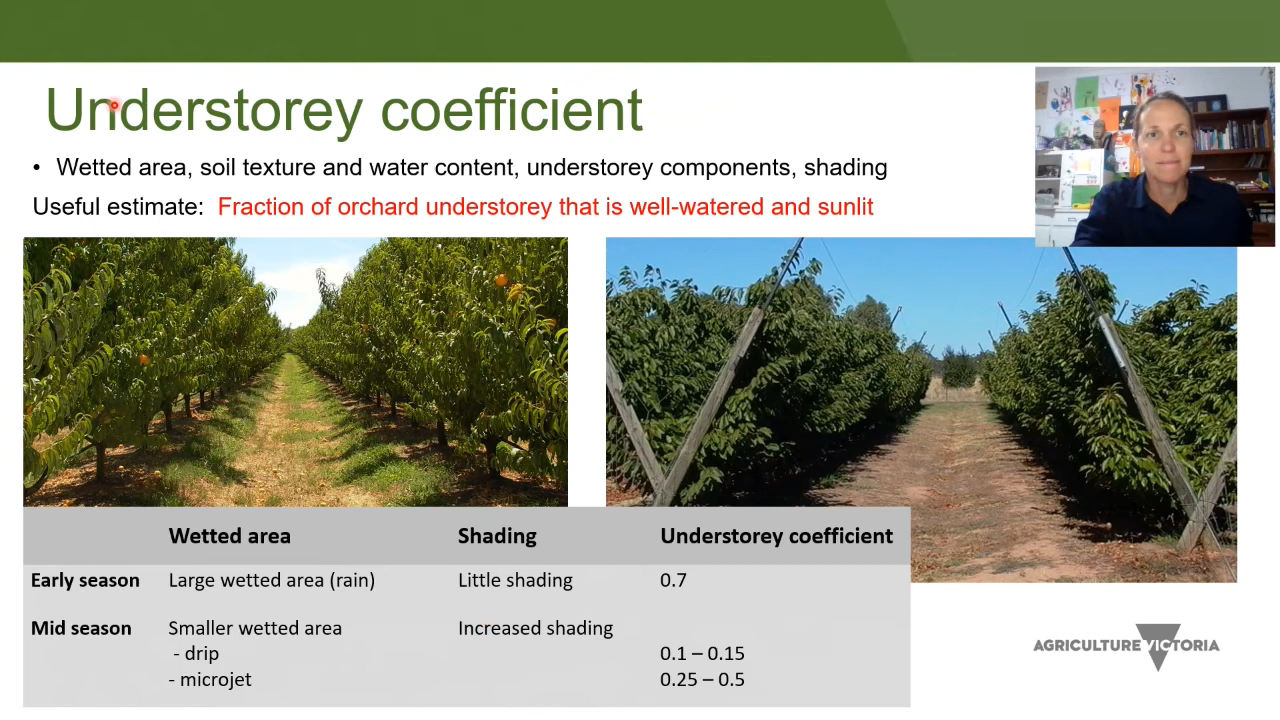 Understorey coefficient
• Wetted area, soil texture and water content, understorey components, shading
Useful estimate: Fraction of orchard understorey that is well-watered and sunlit
Wetted area Shading Understorey coefficient
Early season Large wetted area (rain) Little shading 0.7
Mid season Smaller wetted area Increased shading
- drip 0.1 – 0.15
- microjet 0.25 – 0.5
AGRICULTURE VICTORIA